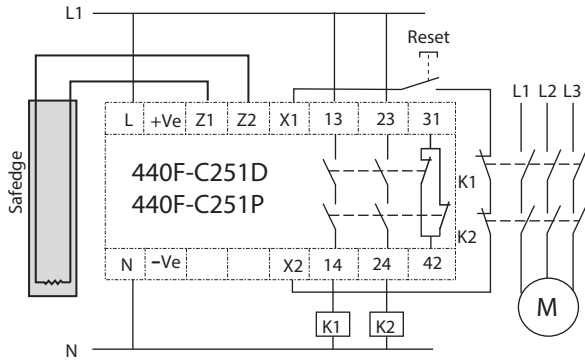 L1
Reset
L1 L2 L3
L +Ve Z1 Z2 X1 13 23 31
Safedge
440F-C251D
440F-C251P
K1
K2
N –Ve X2 14 24 42
K1 K2
M
N